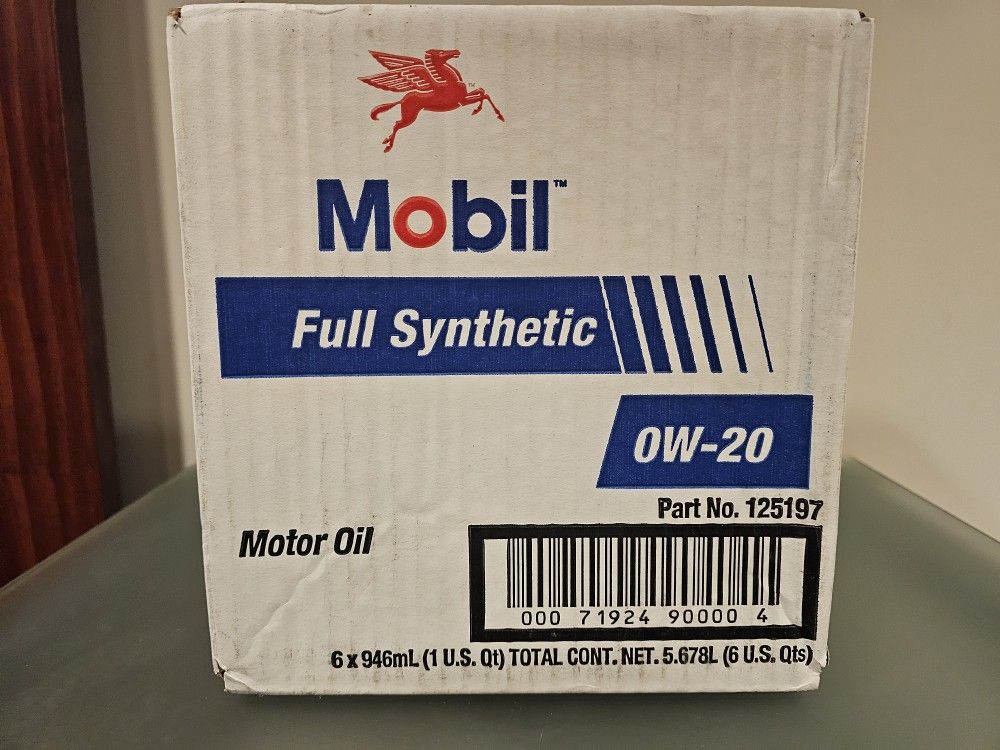 Mobil™
Full Synthetic
0W-20
Part No. 125197
Motor Oil
000 71924 90000 4
6 x 946mL (1 U.S. Qt) TOTAL CONT. NET. 5.678L (6 U.S. Qts)